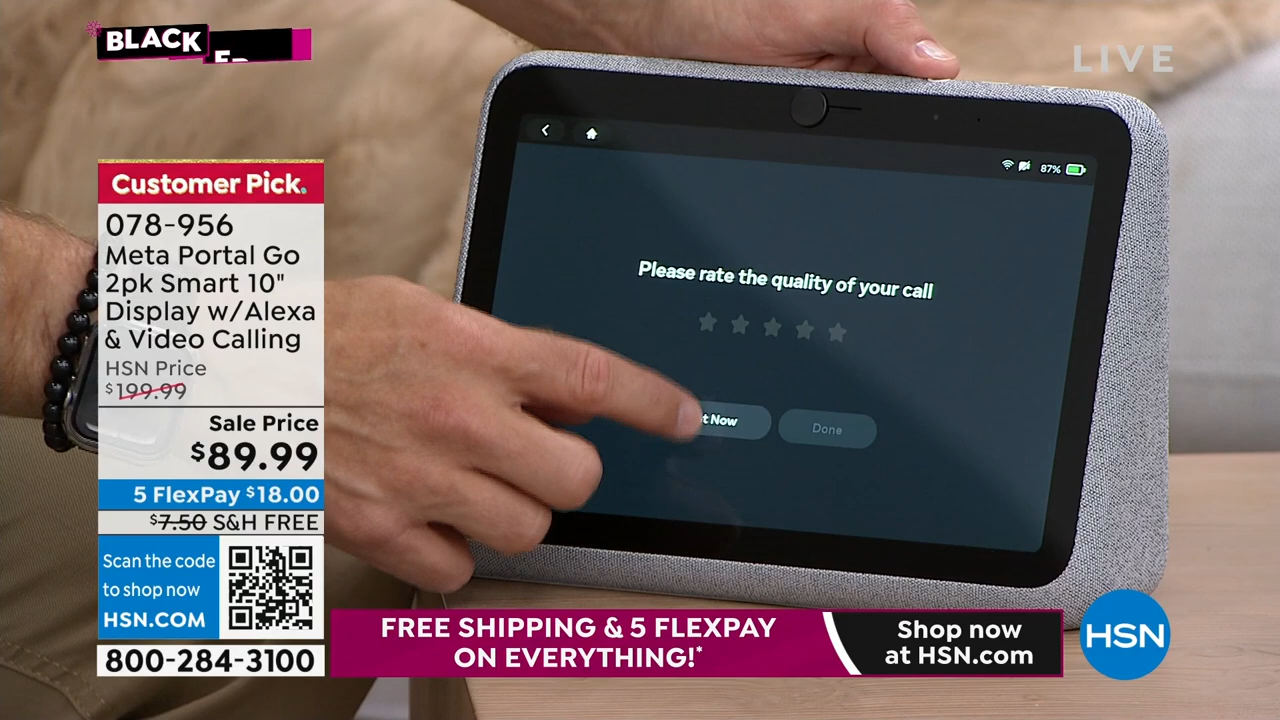 BLACK
LIVE
Customer Pick.
078-956
Meta Portal Go
2pk Smart 10"
Display w/Alexa
& Video Calling
HSN Price
$199.99
Sale Price
$89.99
5 FlexPay $18.00
$7.50 S&H FREE
Scan the code
to shop now
HSN.COM
800-284-3100
87%
Please rate the quality of your call
Now
Done
FREE SHIPPING & 5 FLEXPAY
ON EVERYTHING!*
Shop now
at HSN.com
HSN